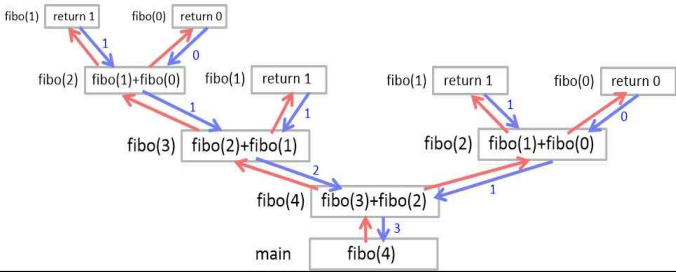 fibo(1) return 1 fibo(0) return 0
1 0
fibo(2) fibo(1)+fibo(0) fibo(1) return 1 fibo(1) return 1 fibo(0) return 0
1 1 1 0
fibo(3) fibo(2)+fibo(1) fibo(2) fibo(1)+fibo(0)
2 1
fibo(4) fibo(3)+fibo(2)
3
main fibo(4)